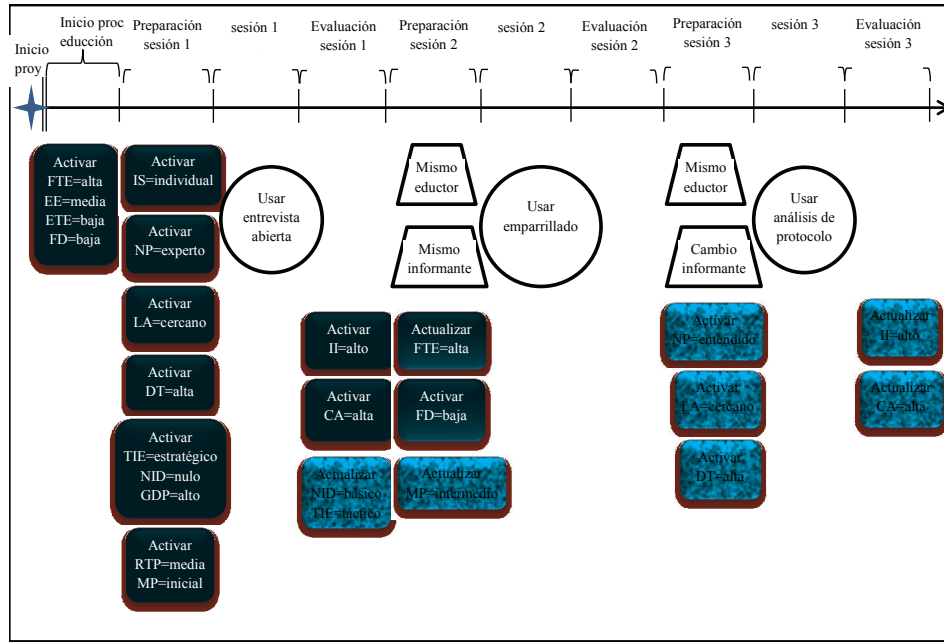 Inicio proc.
educción
Inicio
proy
Preparación
sesión 1
sesión 1
Evaluación
sesión 1
Preparación
sesión 2
sesión 2
Evaluación
sesión 2
Preparación
sesión 3
sesión 3
Evaluación
sesión 3
Activar
FTE=alta
EE=media
ETE=baja
FD=baja
Activar
IS=individual
Activar
NP=experto
Activar
LA=cercano
Activar
DT=alta
Activar
TIE=estratégico
NID=nulo
GDP=alto
Activar
RTP=media
MP=inicial
Usar
entrevista
abierta
Activar
II=alto
Activar
CA=alta
Actualizar
NID=básico
TIE=táctico
Mismo
eductor
Mismo
informante
Actualizar
FTE=alta
Activar
FD=baja
Actualizar
MP=intermedio
Usar
emparrillado
Mismo
eductor
Cambio
informante
Activar
NP=entendido
Activar
LA=cercano
Activar
DT=alta
Usar
análisis de
protocolo
Actualizar
II=alto
Actualizar
CA=alta